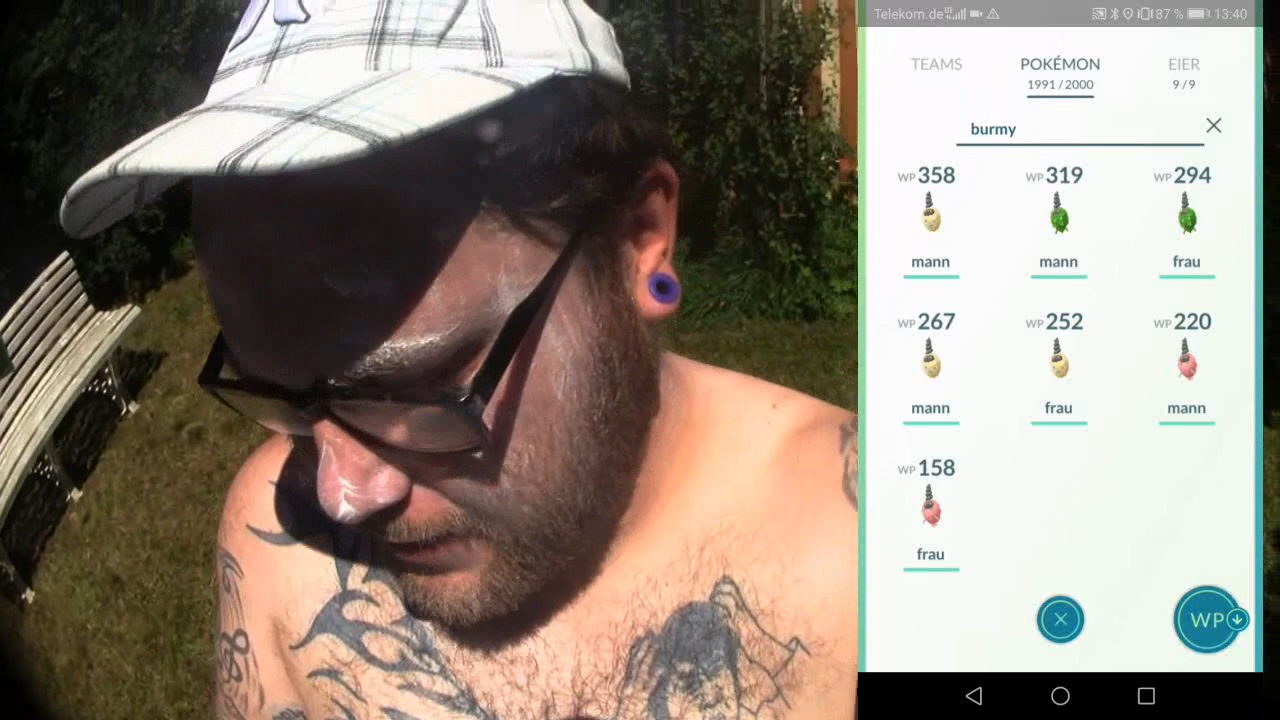 Telekom.de 87 % 13:40
TEAMS POKÉMON EIER
1991 / 2000 9 / 9
burmy
WP 358 WP 319 WP 294
mann mann frau
WP 267 WP 252 WP 220
mann frau mann
WP 158
frau
WP